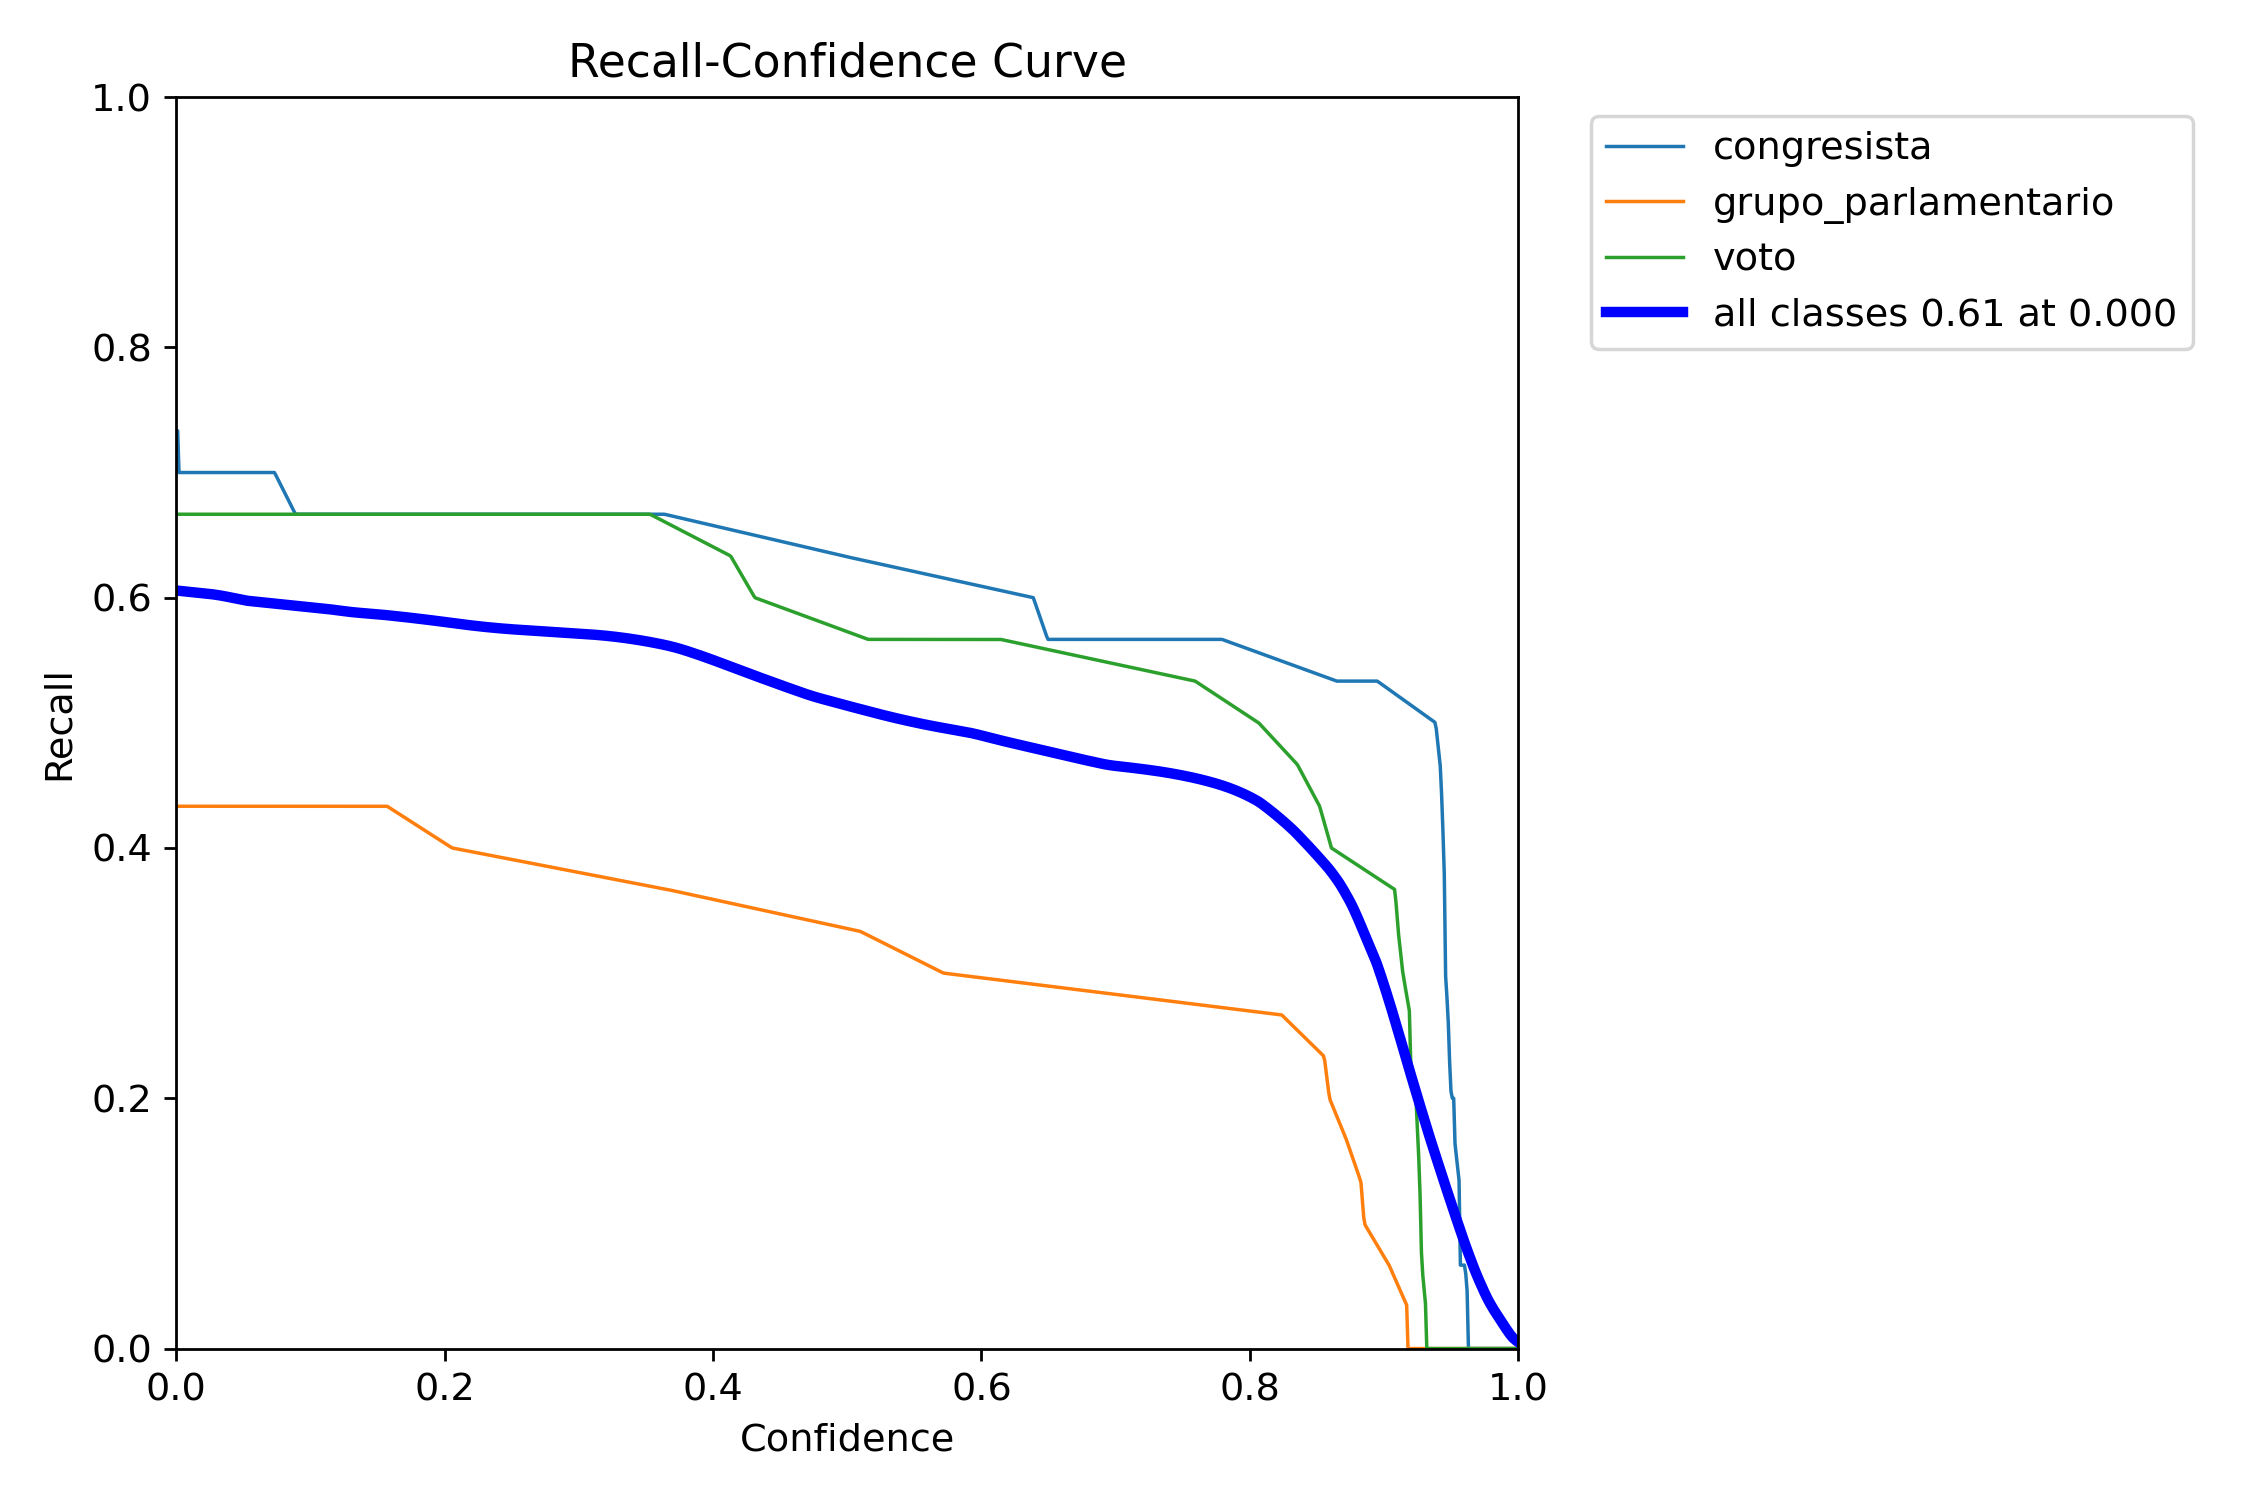 Recall-Confidence Curve
1.0
0.8
0.6
0.4
0.2
0.0
Recall
0.0 0.2 0.4 0.6 0.8 1.0
Confidence
congresista
grupo_parlamentario
voto
all classes 0.61 at 0.000